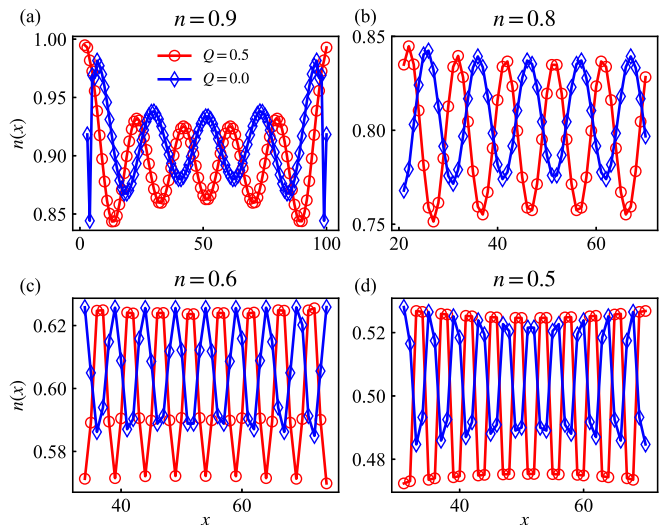 (a) n = 0.9
1.00
0.95
0.90
0.85
n(x)
Q = 0.5
Q = 0.0
0 50 100
(b) n = 0.8
0.85
0.80
0.75
20 40 60
(c) n = 0.6
0.62
0.60
0.58
n(x)
40 60
x
(d) n = 0.5
0.52
0.50
0.48
40 60
x